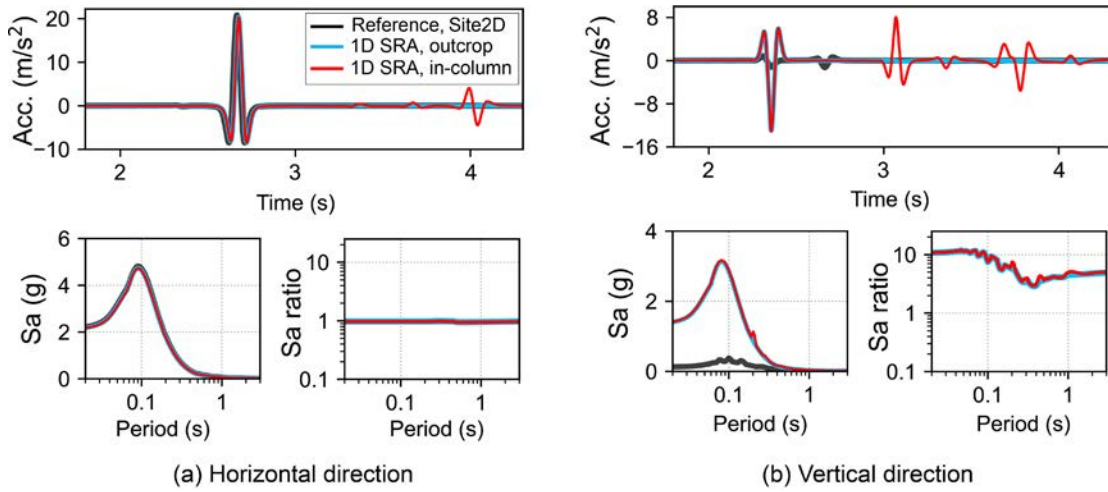 Acc. (m/s²)
20
10
0
−10
2
3
4
Time (s)
Reference, Site2D
1D SRA, outcrop
1D SRA, in-column
Acc. (m/s²)
8
0
−8
−16
2
3
4
Time (s)
Sa (g)
6
4
2
0
0.1
1
Period (s)
Sa ratio
10
1
0.1
0.1
1
Period (s)
Sa (g)
4
2
0
0.1
1
Period (s)
Sa ratio
10
1
0.1
0.1
1
Period (s)
(a) Horizontal direction
(b) Vertical direction